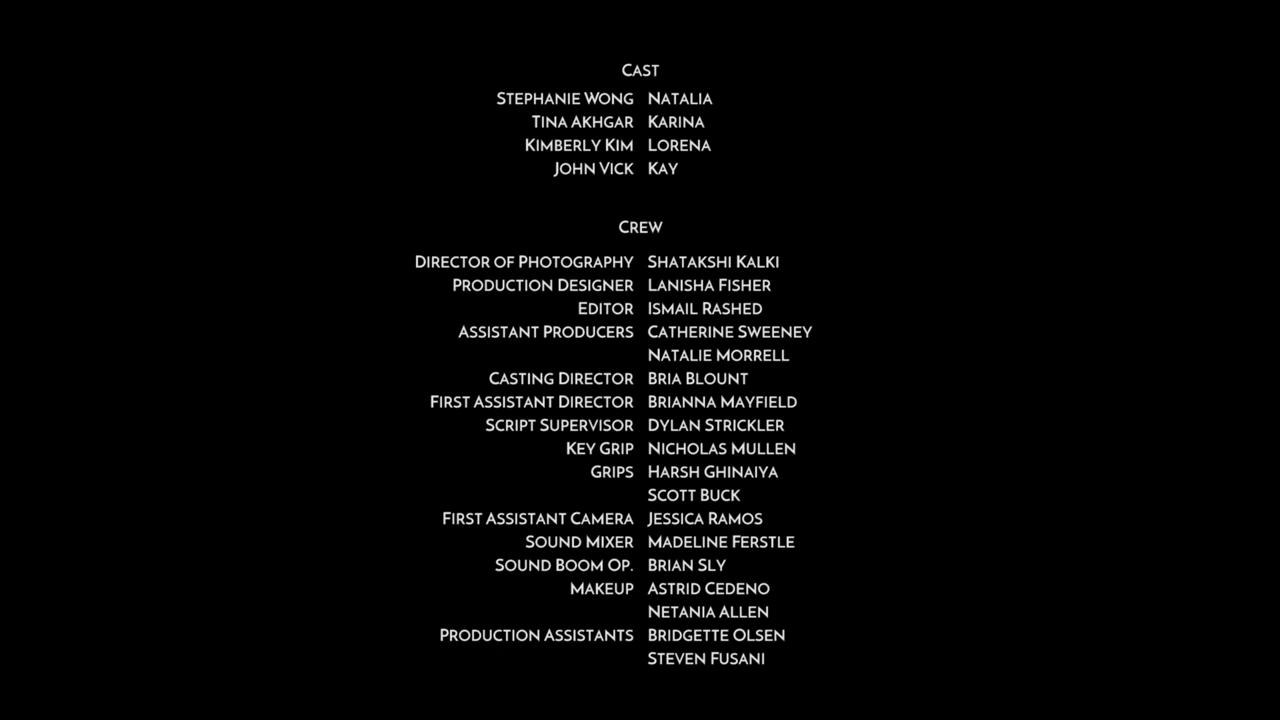 Cast
Stephanie Wong Natalia
Tina Akhgar Karina
Kimberly Kim Lorena
John Vick Kay
Crew
Director of Photography Shatakshi Kalki
Production Designer Lanisha Fisher
Editor Ismail Rashed
Assistant Producers Catherine Sweeney
Natalie Morrell
Casting Director Bria Blount
First Assistant Director Brianna Mayfield
Script Supervisor Dylan Strickler
Key Grip Nicholas Mullen
Grips Harsh Ghinaiya
Scott Buck
First Assistant Camera Jessica Ramos
Sound Mixer Madeline Ferstle
Sound Boom Op. Brian Sly
Makeup Astrid Cedeno
Netania Allen
Production Assistants Bridgette Olsen
Steven Fusani